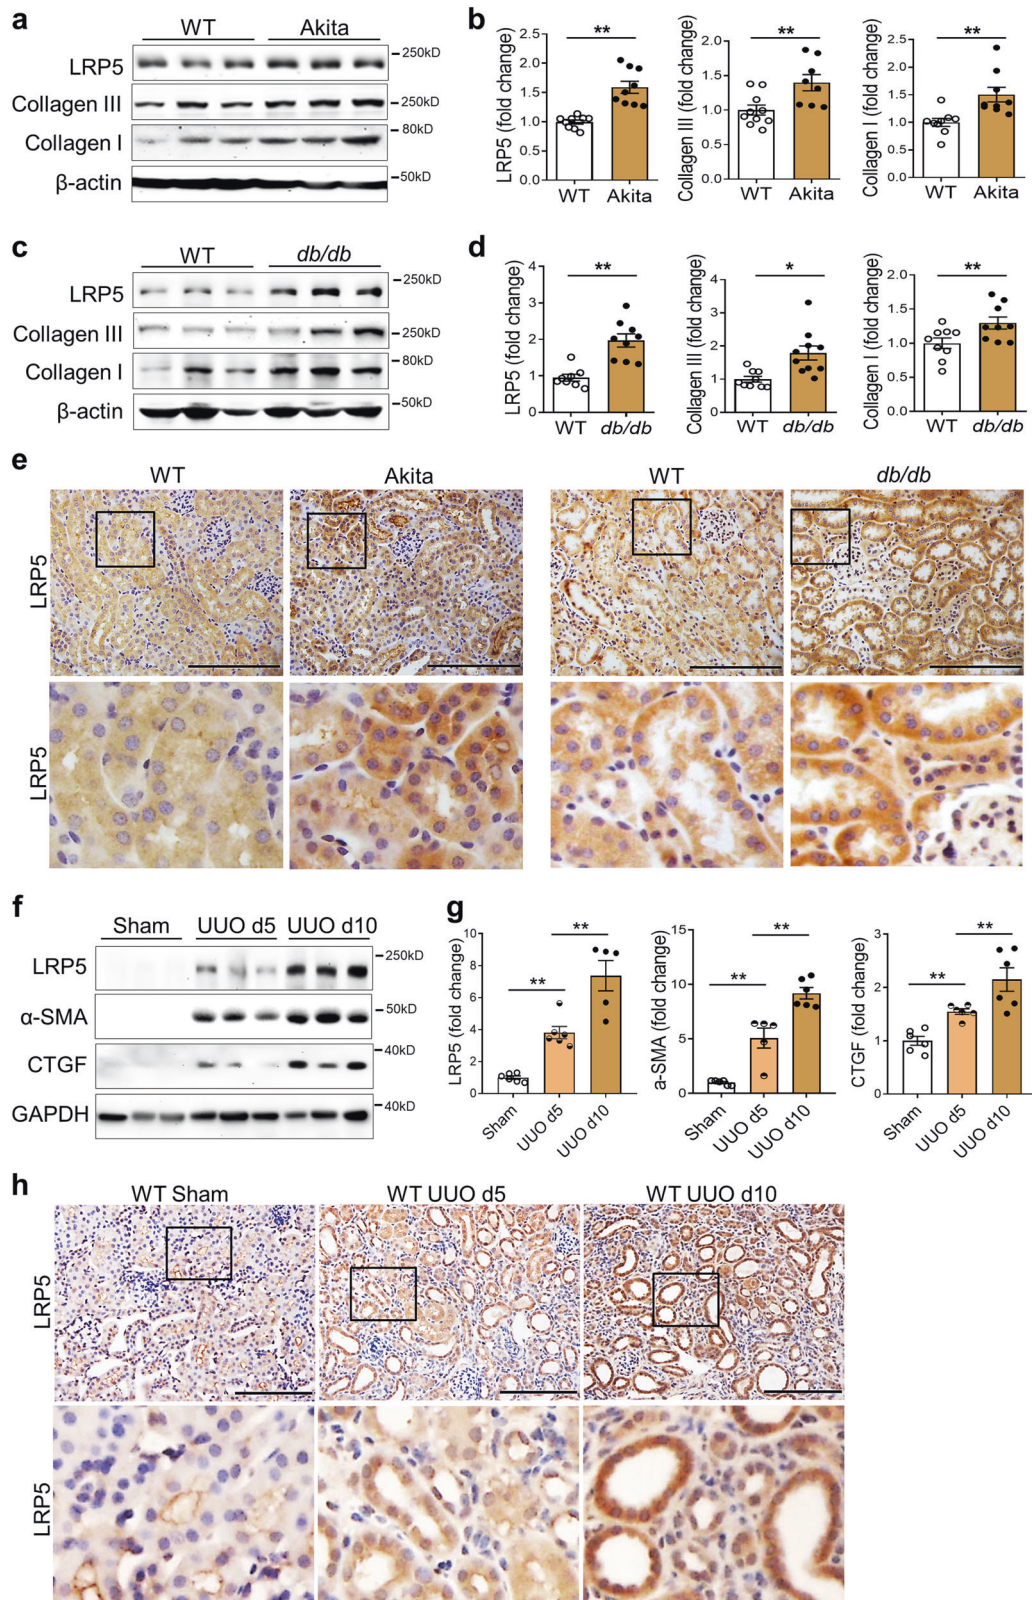 a
WT Akita
LRP5
Collagen III
Collagen I
β-actin
250kD
250kD
80kD
50kD
b
LRP5 (fold change)
2.5
2.0
1.5
1.0
0.5
0.0
**
WT Akita
Collagen III (fold change)
2.0
1.5
1.0
0.5
0.0
**
WT Akita
Collagen I (fold change)
2.5
2.0
1.5
1.0
0.5
0.0
**
WT Akita
c
WT db/db
LRP5
Collagen III
Collagen I
β-actin
250kD
250kD
80kD
50kD
d
LRP5 (fold change)
4
3
2
1
0
**
WT db/db
Collagen III (fold change)
4
3
2
1
0
*
WT db/db
Collagen I (fold change)
2.0
1.5
1.0
0.5
0.0
**
WT db/db
e
WT Akita WT db/db
LRP5
LRP5
f
Sham UUO d5 UUO d10
LRP5
α-SMA
CTGF
GAPDH
250kD
50kD
40kD
40kD
g
LRP5 (fold change)
10
8
6
4
2
0
**
**
Sham UUO d5 UUO d10
a-SMA (fold change)
15
10
5
0
**
**
Sham UUO d5 UUO d10
CTGF (fold change)
3
2
1
0
**
**
Sham UUO d5 UUO d10
h
WT Sham WT UUO d5 WT UUO d10
LRP5
LRP5